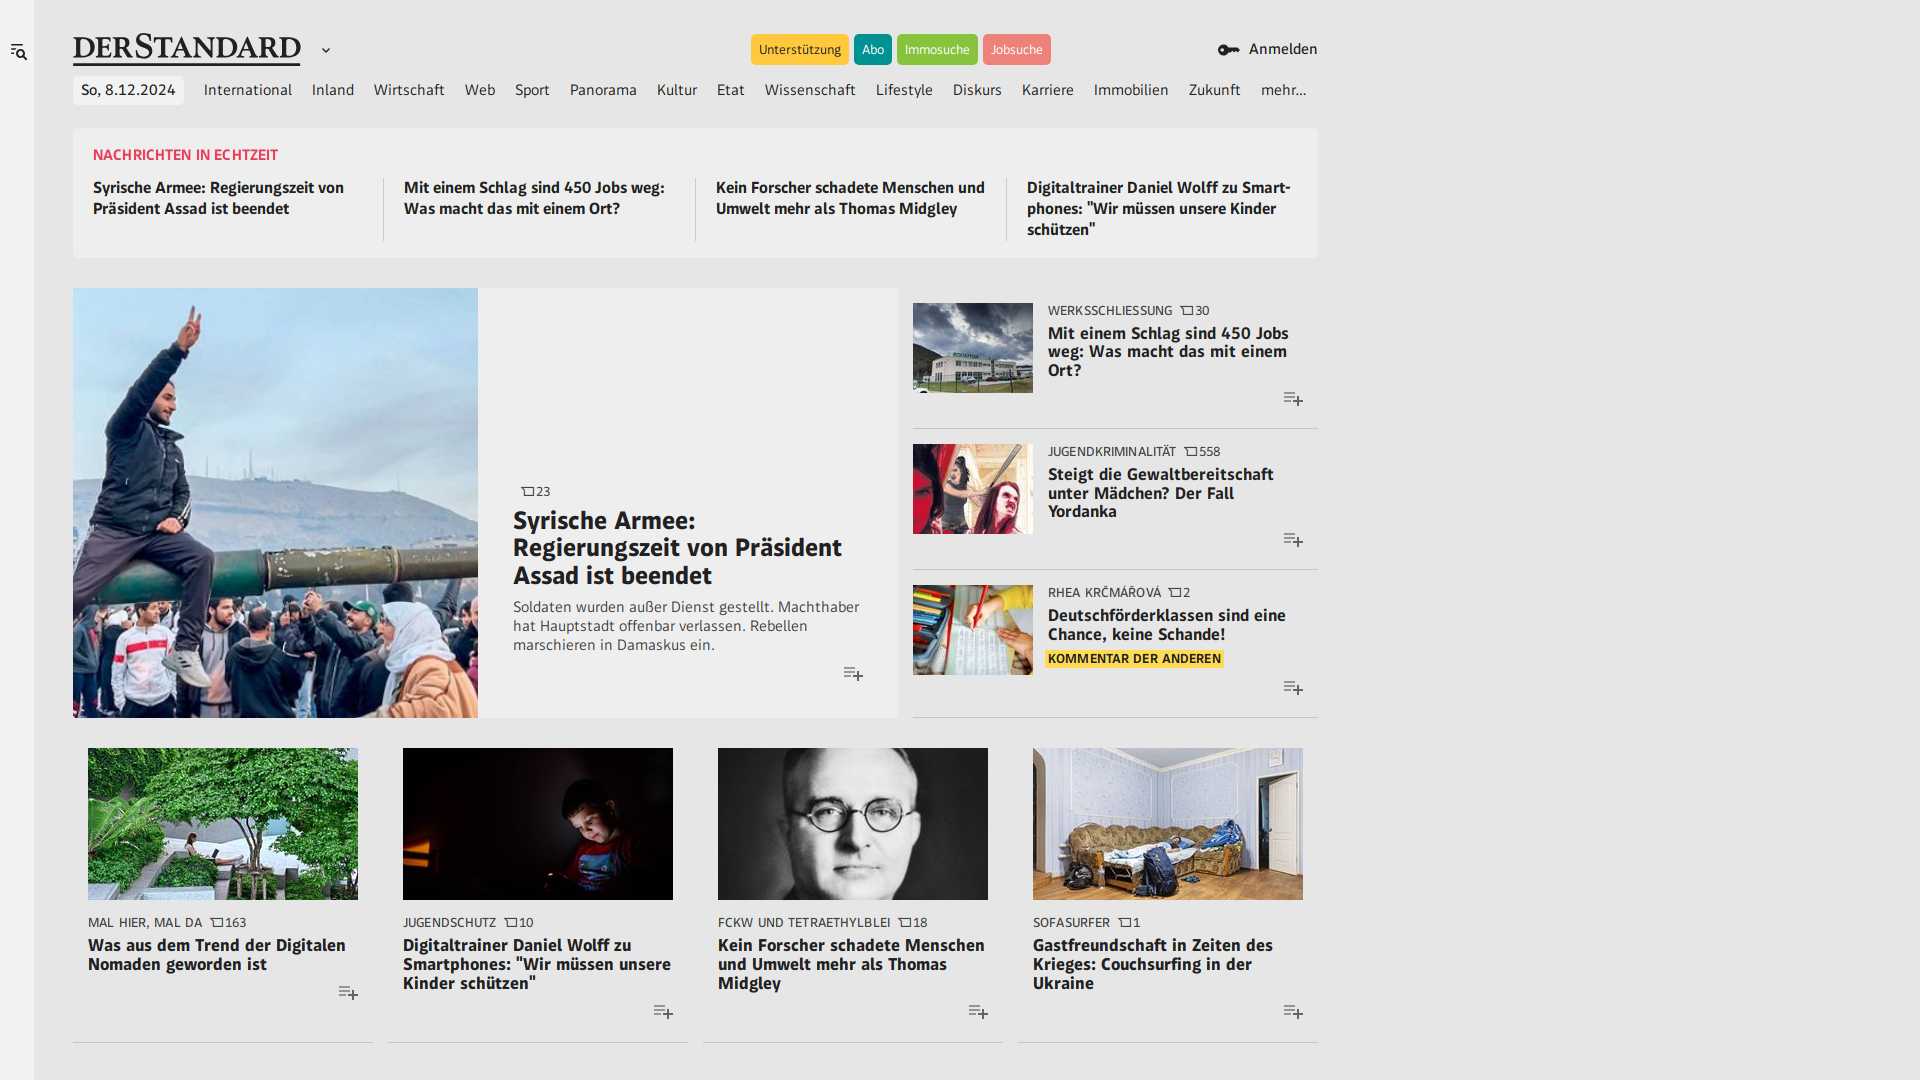 DERSTANDARD
Unterstützung
Abo
Immosuche
Jobsuche
Anmelden
So, 8.12.2024
International
Inland
Wirtschaft
Web
Sport
Panorama
Kultur
Etat
Wissenschaft
Lifestyle
Diskurs
Karriere
Immobilien
Zukunft
mehr...
NACHRICHTEN IN ECHTZEIT
Syrische Armee: Regierungszeit von
Präsident Assad ist beendet
Mit einem Schlag sind 450 Jobs weg:
Was macht das mit einem Ort?
Kein Forscher schadete Menschen und
Umwelt mehr als Thomas Midgley
Digitaltrainer Daniel Wolff zu Smart-
phones: "Wir müssen unsere Kinder
schützen"
23
Syrische Armee:
Regierungszeit von Präsident
Assad ist beendet
Soldaten wurden außer Dienst gestellt. Machthaber
hat Hauptstadt offenbar verlassen. Rebellen
marschieren in Damaskus ein.
WERKSSCHLIESSUNG 30
Mit einem Schlag sind 450 Jobs
weg: Was macht das mit einem
Ort?
JUGENDKRIMINALITÄT 558
Steigt die Gewaltbereitschaft
unter Mädchen? Der Fall
Yordanka
RHEA KRČMÁŘOVÁ 2
Deutschförderklassen sind eine
Chance, keine Schande!
KOMMENTAR DER ANDEREN
MAL HIER, MAL DA 163
Was aus dem Trend der Digitalen
Nomaden geworden ist
JUGENDSCHUTZ 10
Digitaltrainer Daniel Wolff zu
Smartphones: "Wir müssen unsere
Kinder schützen"
FCKW UND TETRAETHYLBLEI 18
Kein Forscher schadete Menschen
und Umwelt mehr als Thomas
Midgley
SOFASURFER 1
Gastfreundschaft in Zeiten des
Krieges: Couchsurfing in der
Ukraine